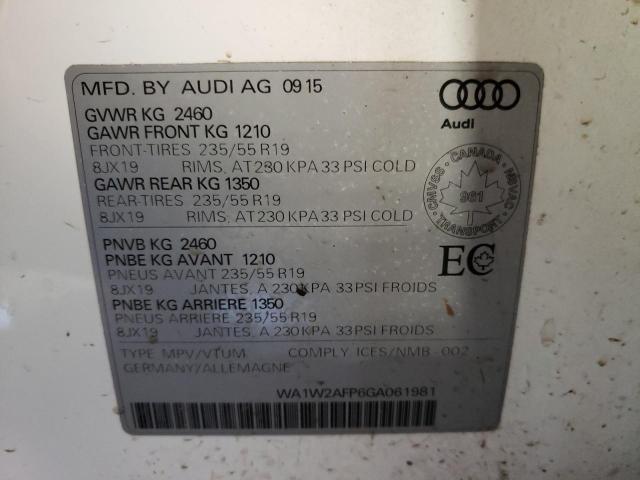 MFD. BY AUDI AG 0915
GVWR KG 2460
GAWR FRONT KG 1210
FRONT-TIRES 235/55 R19
8JX19 RIMS, AT 230 KPA 33 PSI COLD
GAWR REAR KG 1350
REAR-TIRES 235/55 R19
8JX19 RIMS, AT 230 KPA 33 PSI COLD
PNVB KG 2460
PNBE KG AVANT 1210
PNEUS AVANT 235/55 R19
8JX19 JANTES, A 230 KPA 33 PSI FROIDS
PNBE KG ARRIERE 1350
PNEUS ARRIERE 235/55 R19
8JX19 JANTES, A 230 KPA 33 PSI FROIDS
TYPE MPV/VTUM COMPLY ICES/NMB-002
GERMANY/ALLEMAGNE
WA1W2AFP6GA061981
Audi
CMVSS · CANADA · NSVAC
961
TRANSPORT
EC